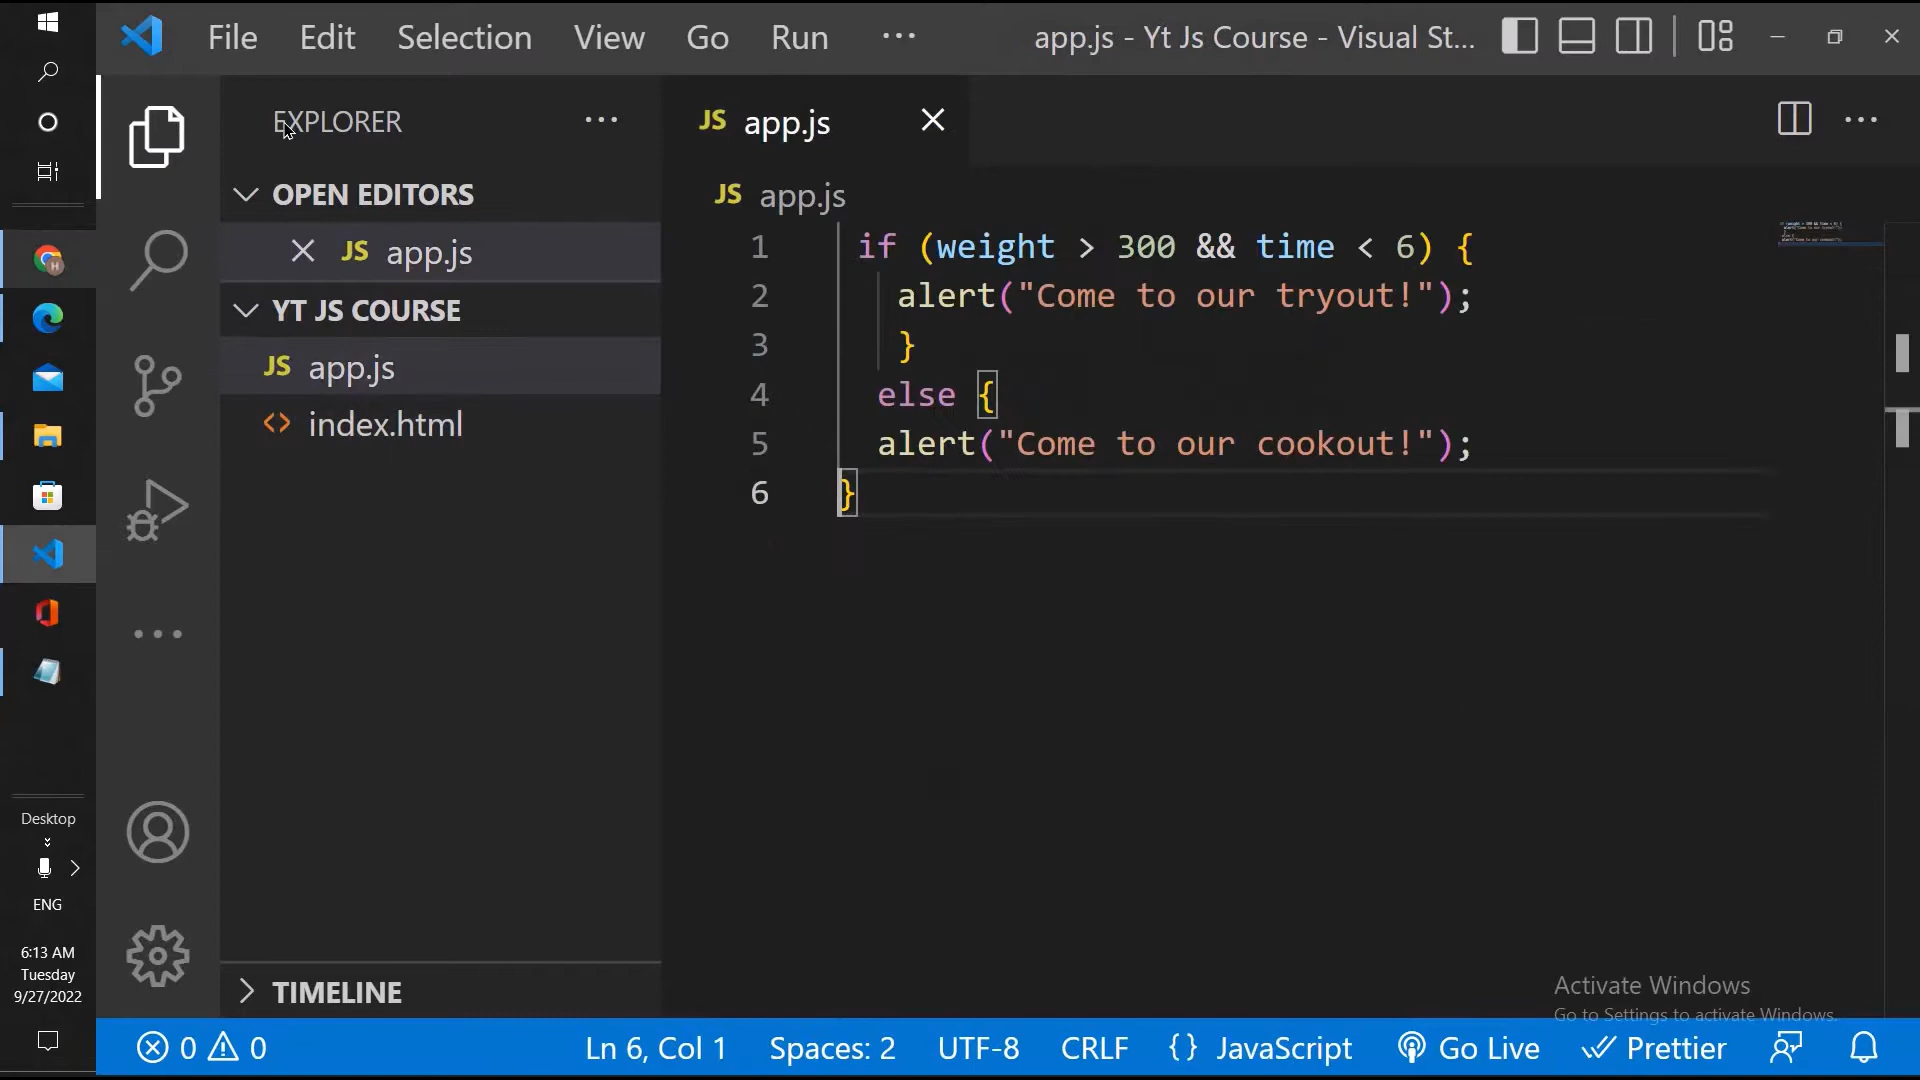 File Edit Selection View Go Run ··· app.js - Yt Js Course - Visual St...
EXPLORER ···
JS app.js
OPEN EDITORS
JS app.js
YT JS COURSE
JS app.js
<> index.html
TIMELINE
JS app.js
1 if (weight > 300 && time < 6) {
2 alert("Come to our tryout!");
3 }
4 else {
5 alert("Come to our cookout!");
6 }
Desktop
ENG
6:13 AM
Tuesday
9/27/2022
Activate Windows
Go to Settings to activate Windows.
0 0 Ln 6, Col 1 Spaces: 2 UTF-8 CRLF {} JavaScript Go Live Prettier